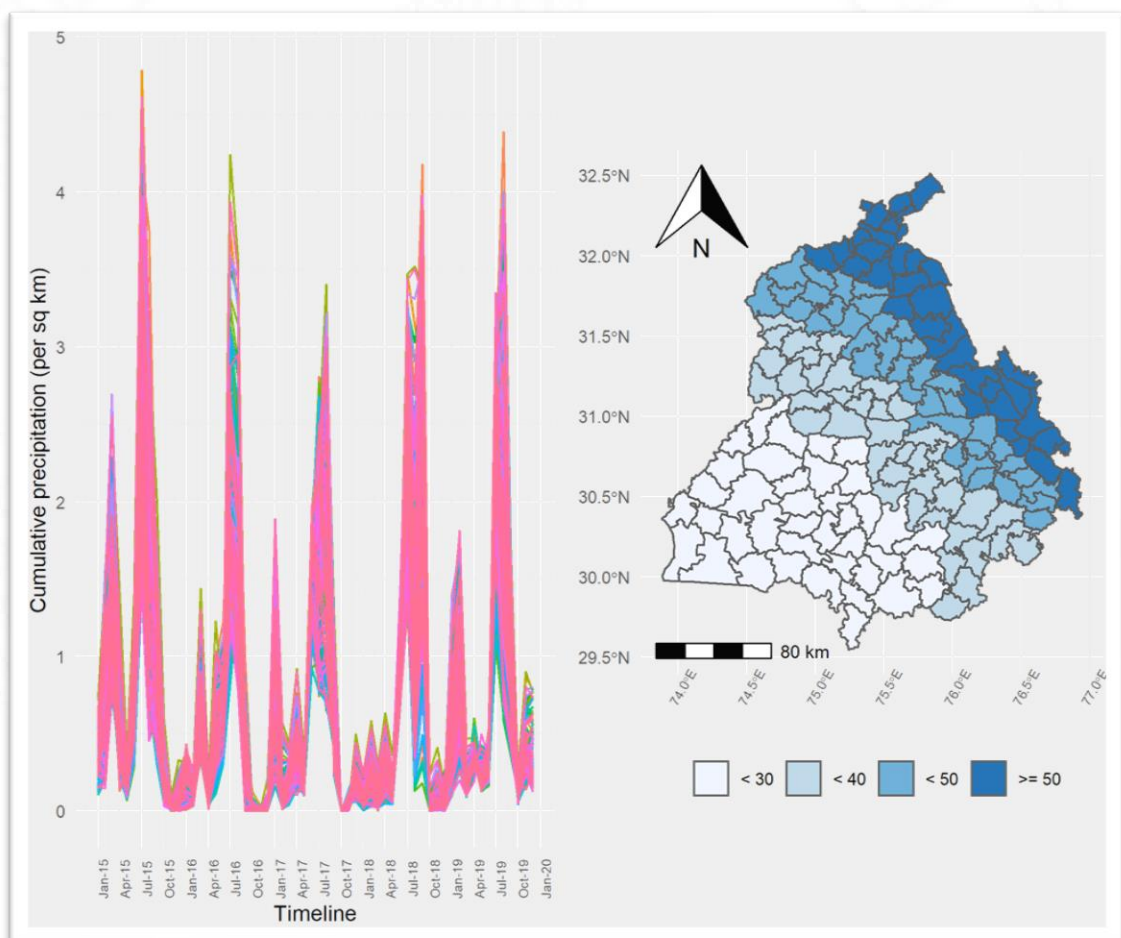 5
4
3
2
1
0
Cumulative precipitation (per sq km)
Jan-15
Apr-15
Jul-15
Oct-15
Jan-16
Apr-16
Jul-16
Oct-16
Jan-17
Apr-17
Jul-17
Oct-17
Jan-18
Apr-18
Jul-18
Oct-18
Jan-19
Apr-19
Jul-19
Oct-19
Jan-20
Timeline
32.5°N
32.0°N
31.5°N
31.0°N
30.5°N
30.0°N
29.5°N
N
80 km
74.0°E
74.5°E
75.0°E
75.5°E
76.0°E
76.5°E
77.0°E
< 30
< 40
< 50
>= 50